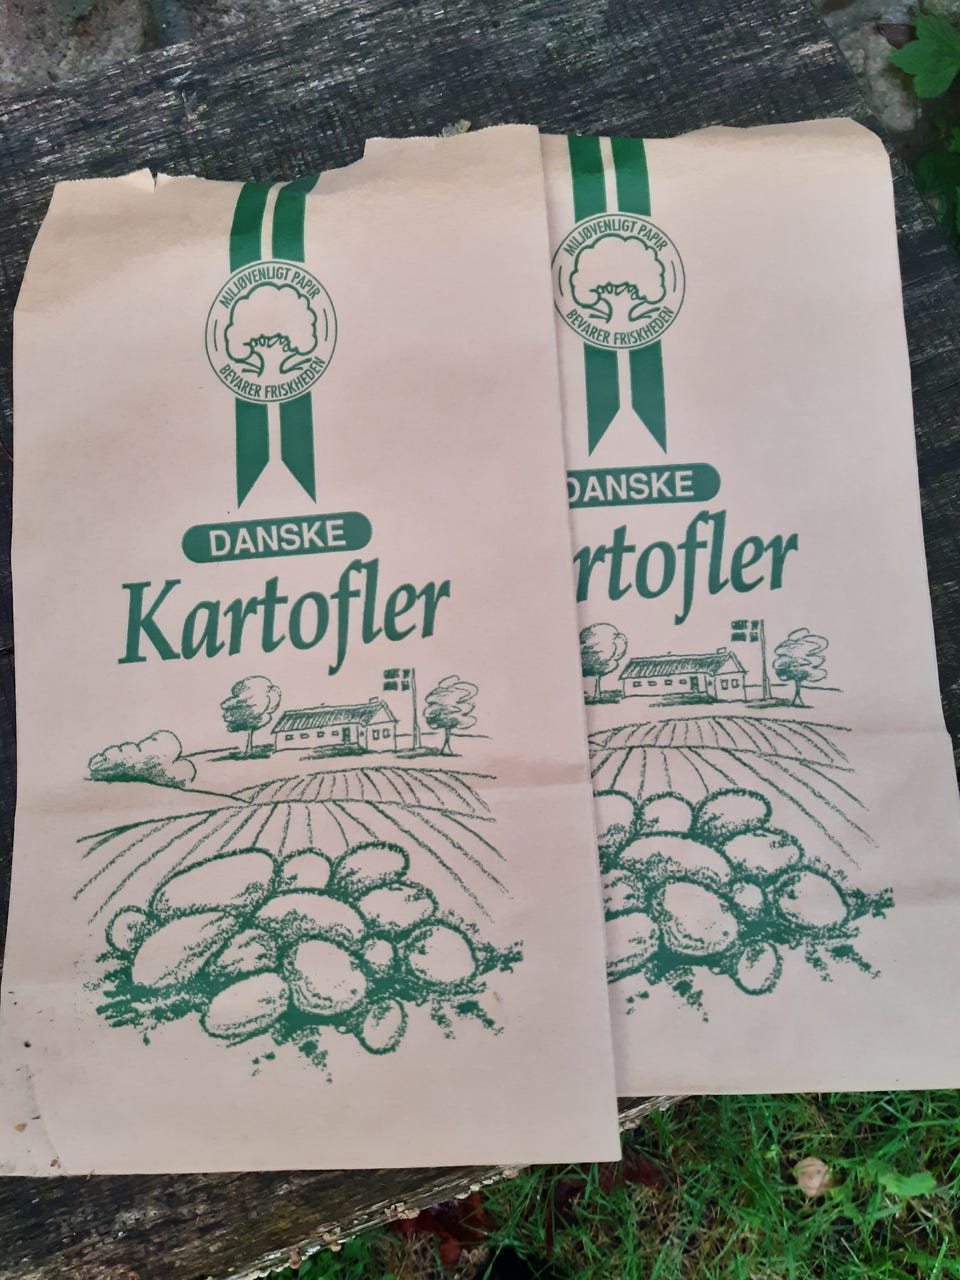 MILJØVENLIGT PAPIR
BEVARER FRISKHEDEN
DANSKE
Kartofler
MILJØVENLIGT PAPIR
BEVARER FRISKHEDEN
DANSKE
rtofler